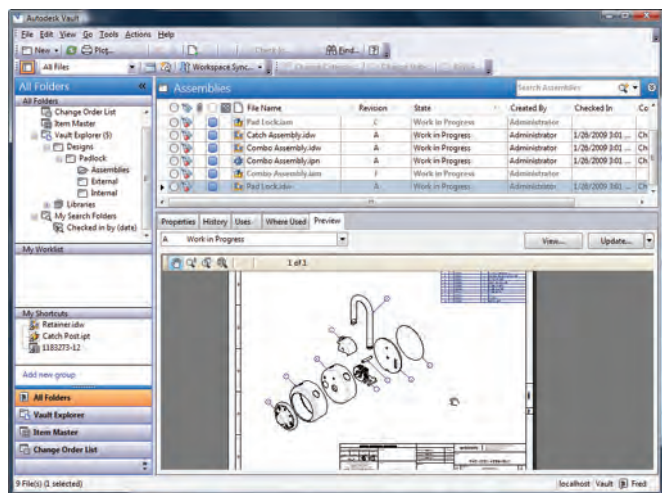 Autodesk Vault
File Edit View Go Tools Actions Help
New Plot... Check In... Find...
All Files Workspace Sync...
All Folders
All Folders
Change Order List
Item Master
Vault Explorer (5)
Designs
Padlock
Assemblies
External
Internal
Libraries
My Search Folders
Checked in by (date)
My Worklist
My Shortcuts
Retainer.idw
Catch Post.ipt
1183273-12
Add new group
All Folders
Vault Explorer
Item Master
Change Order List
Assemblies Search Assemblies
File Name Revision State Created By Checked In Co
Pad Lock.iam C Work in Progress Administrator
Catch Assembly.idw A Work in Progress Administrator 1/26/2009 3:01 ... Ch
Combo Assembly.idw A Work in Progress Administrator 1/26/2009 3:01 ... Ch
Combo Assembly.ipn A Work in Progress Administrator 1/26/2009 3:01 ... Ch
Combo Assembly.iam Work in Progress Administrator
Pad Lock.idw A Work in Progress Administrator 1/26/2009 3:01 ... Ch
Properties History Uses Where Used Preview
A Work in Progress View... Update...
1 of 1
9 File(s) (1 selected) localhost Vault Fred